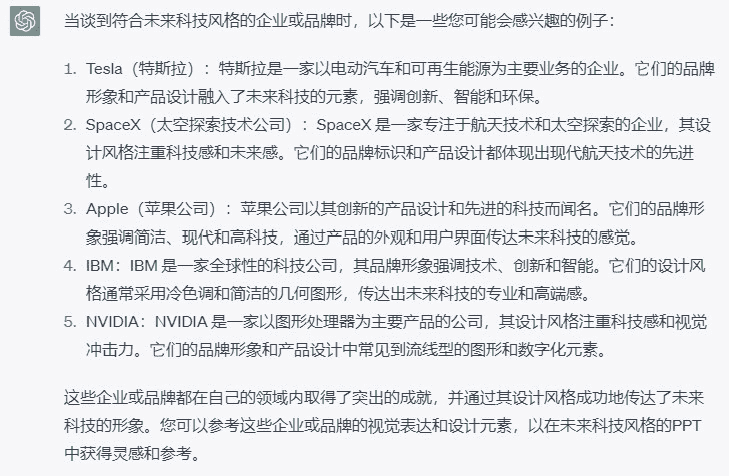 当谈到符合未来科技风格的企业或品牌时，以下是一些您可能会感兴趣的例子：
1. Tesla（特斯拉）：特斯拉是一家以电动汽车和可再生能源为主要业务的企业。它们的品牌
形象和产品设计融入了未来科技的元素，强调创新、智能和环保。
2. SpaceX（太空探索技术公司）：SpaceX 是一家专注于航天技术和太空探索的企业，其设
计风格注重科技感和未来感。它们的品牌标识和产品设计都体现出现代航天技术的先进
性。
3. Apple（苹果公司）：苹果公司以其创新的产品设计和先进的科技而闻名。它们的品牌形
象强调简洁、现代和高科技，通过产品的外观和用户界面传达未来科技的感觉。
4. IBM：IBM 是一家全球性的科技公司，其品牌形象强调技术、创新和智能。它们的设计风
格通常采用冷色调和简洁的几何图形，传达出未来科技的专业和高端感。
5. NVIDIA：NVIDIA 是一家以图形处理器为主要产品的公司，其设计风格注重科技感和视觉
冲击力。它们的品牌形象和产品设计中常见到流线型的图形和数字化元素。
这些企业或品牌都在自己的领域内取得了突出的成就，并通过其设计风格成功地传达了未来
科技的形象。您可以参考这些企业或品牌的视觉表达和设计元素，以在未来科技风格的PPT
中获得灵感和参考。